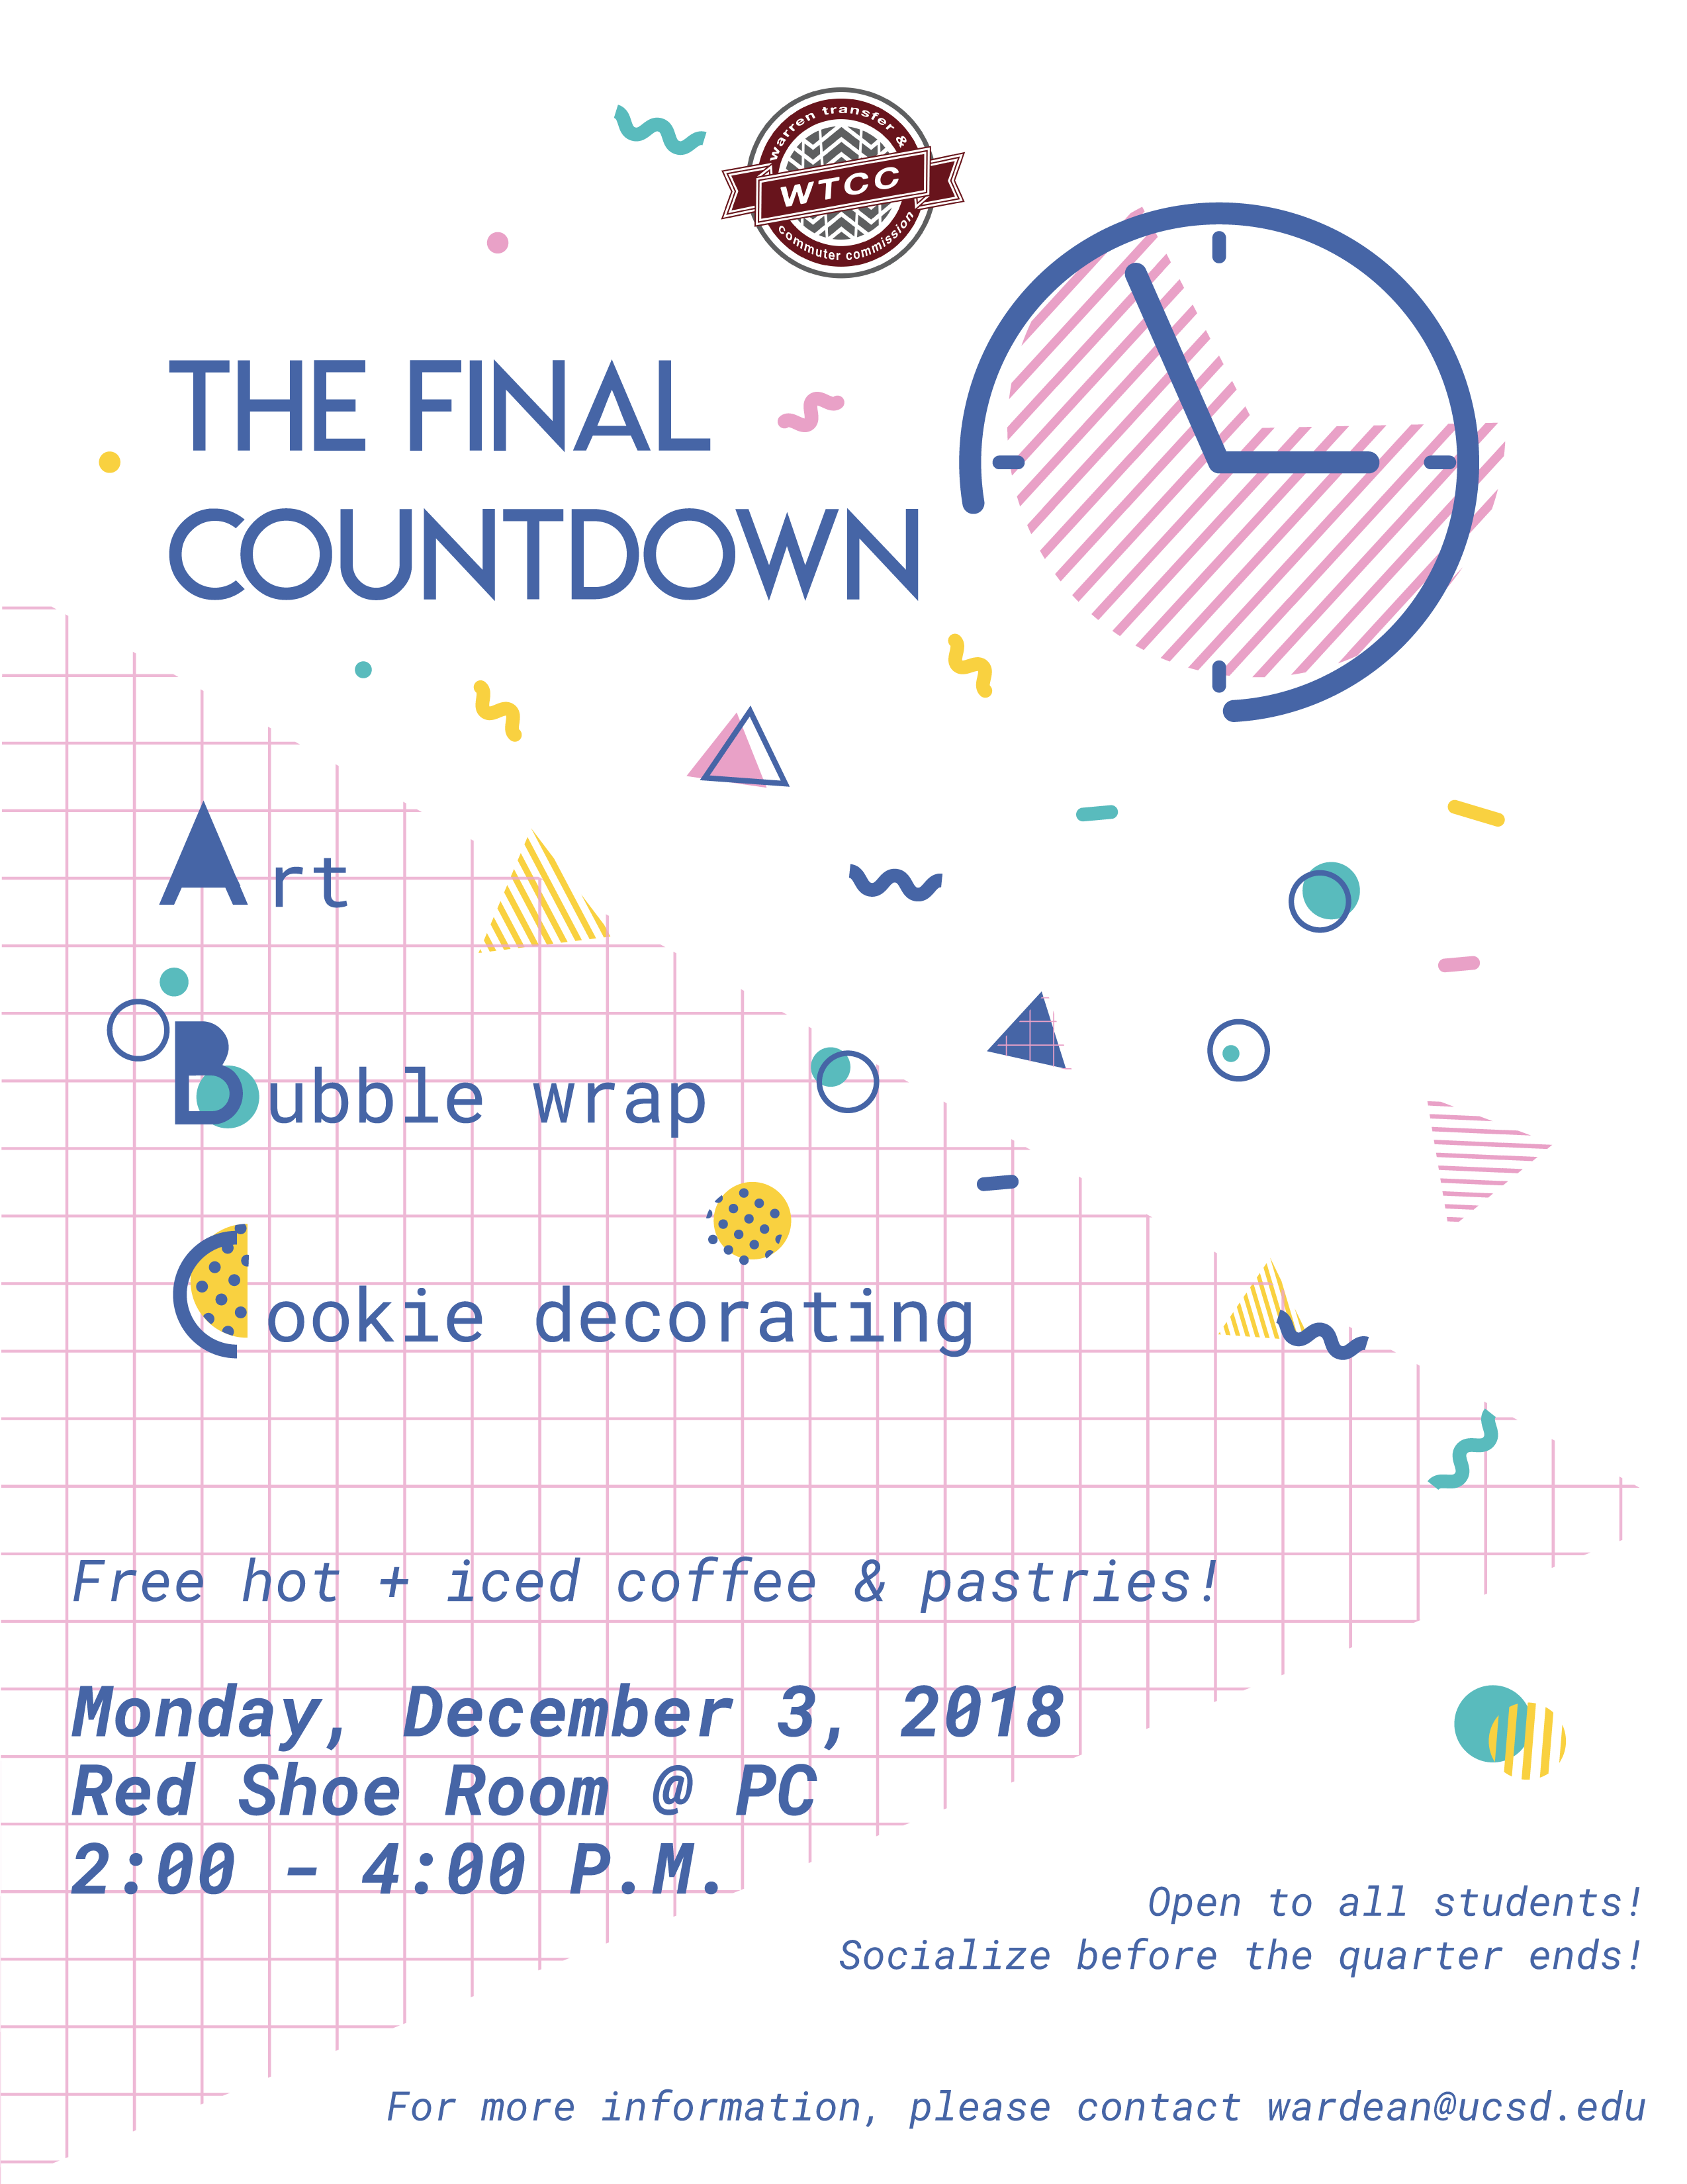 warren transfer &
WTCC
commuter commission
THE FINAL
COUNTDOWN
Art
Bubble wrap
Cookie decorating
Free hot + iced coffee & pastries!
Monday, December 3, 2018
Red Shoe Room @ PC
2:00 - 4:00 P.M.
Open to all students!
Socialize before the quarter ends!
For more information, please contact wardean@ucsd.edu